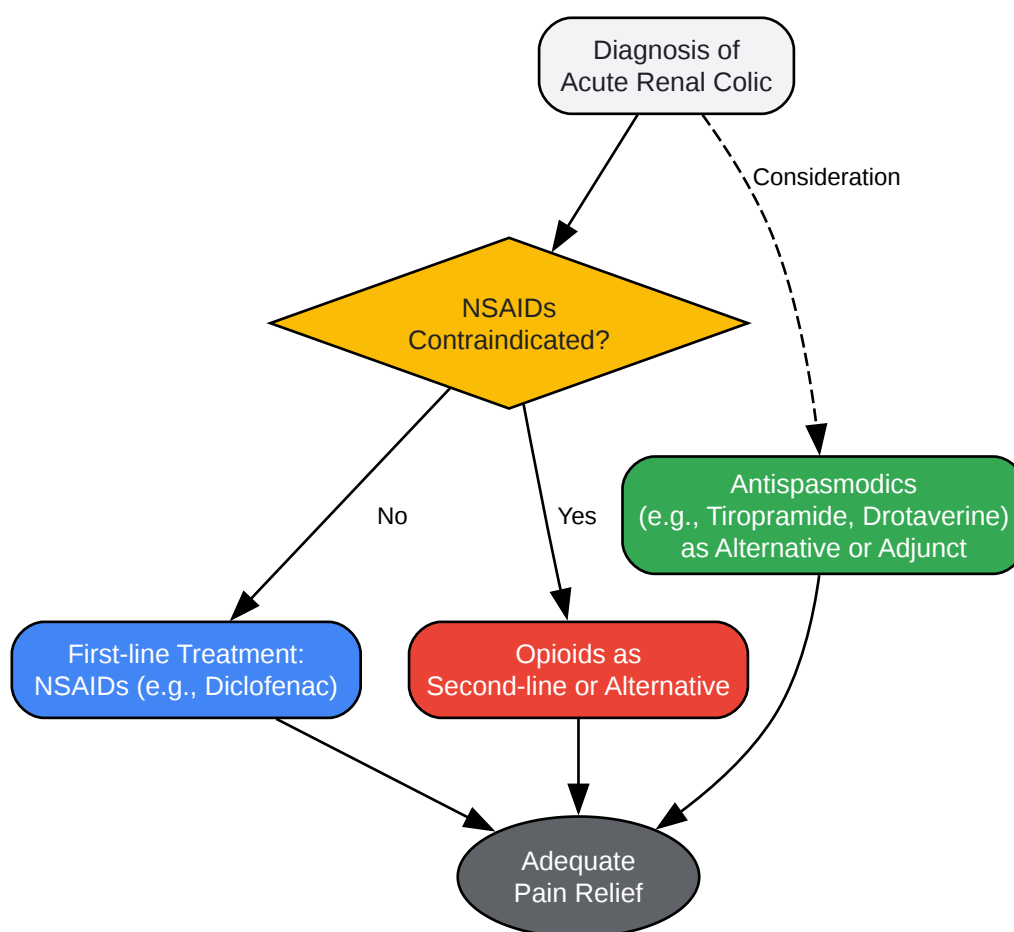 Diagnosis of
Acute Renal Colic
Consideration
NSAIDs
Contraindicated?
No
Yes
Antispasmodics
(e.g., Tiropramide, Drotaverine)
as Alternative or Adjunct
First-line Treatment:
NSAIDs (e.g., Diclofenac)
Opioids as
Second-line or Alternative
Adequate
Pain Relief